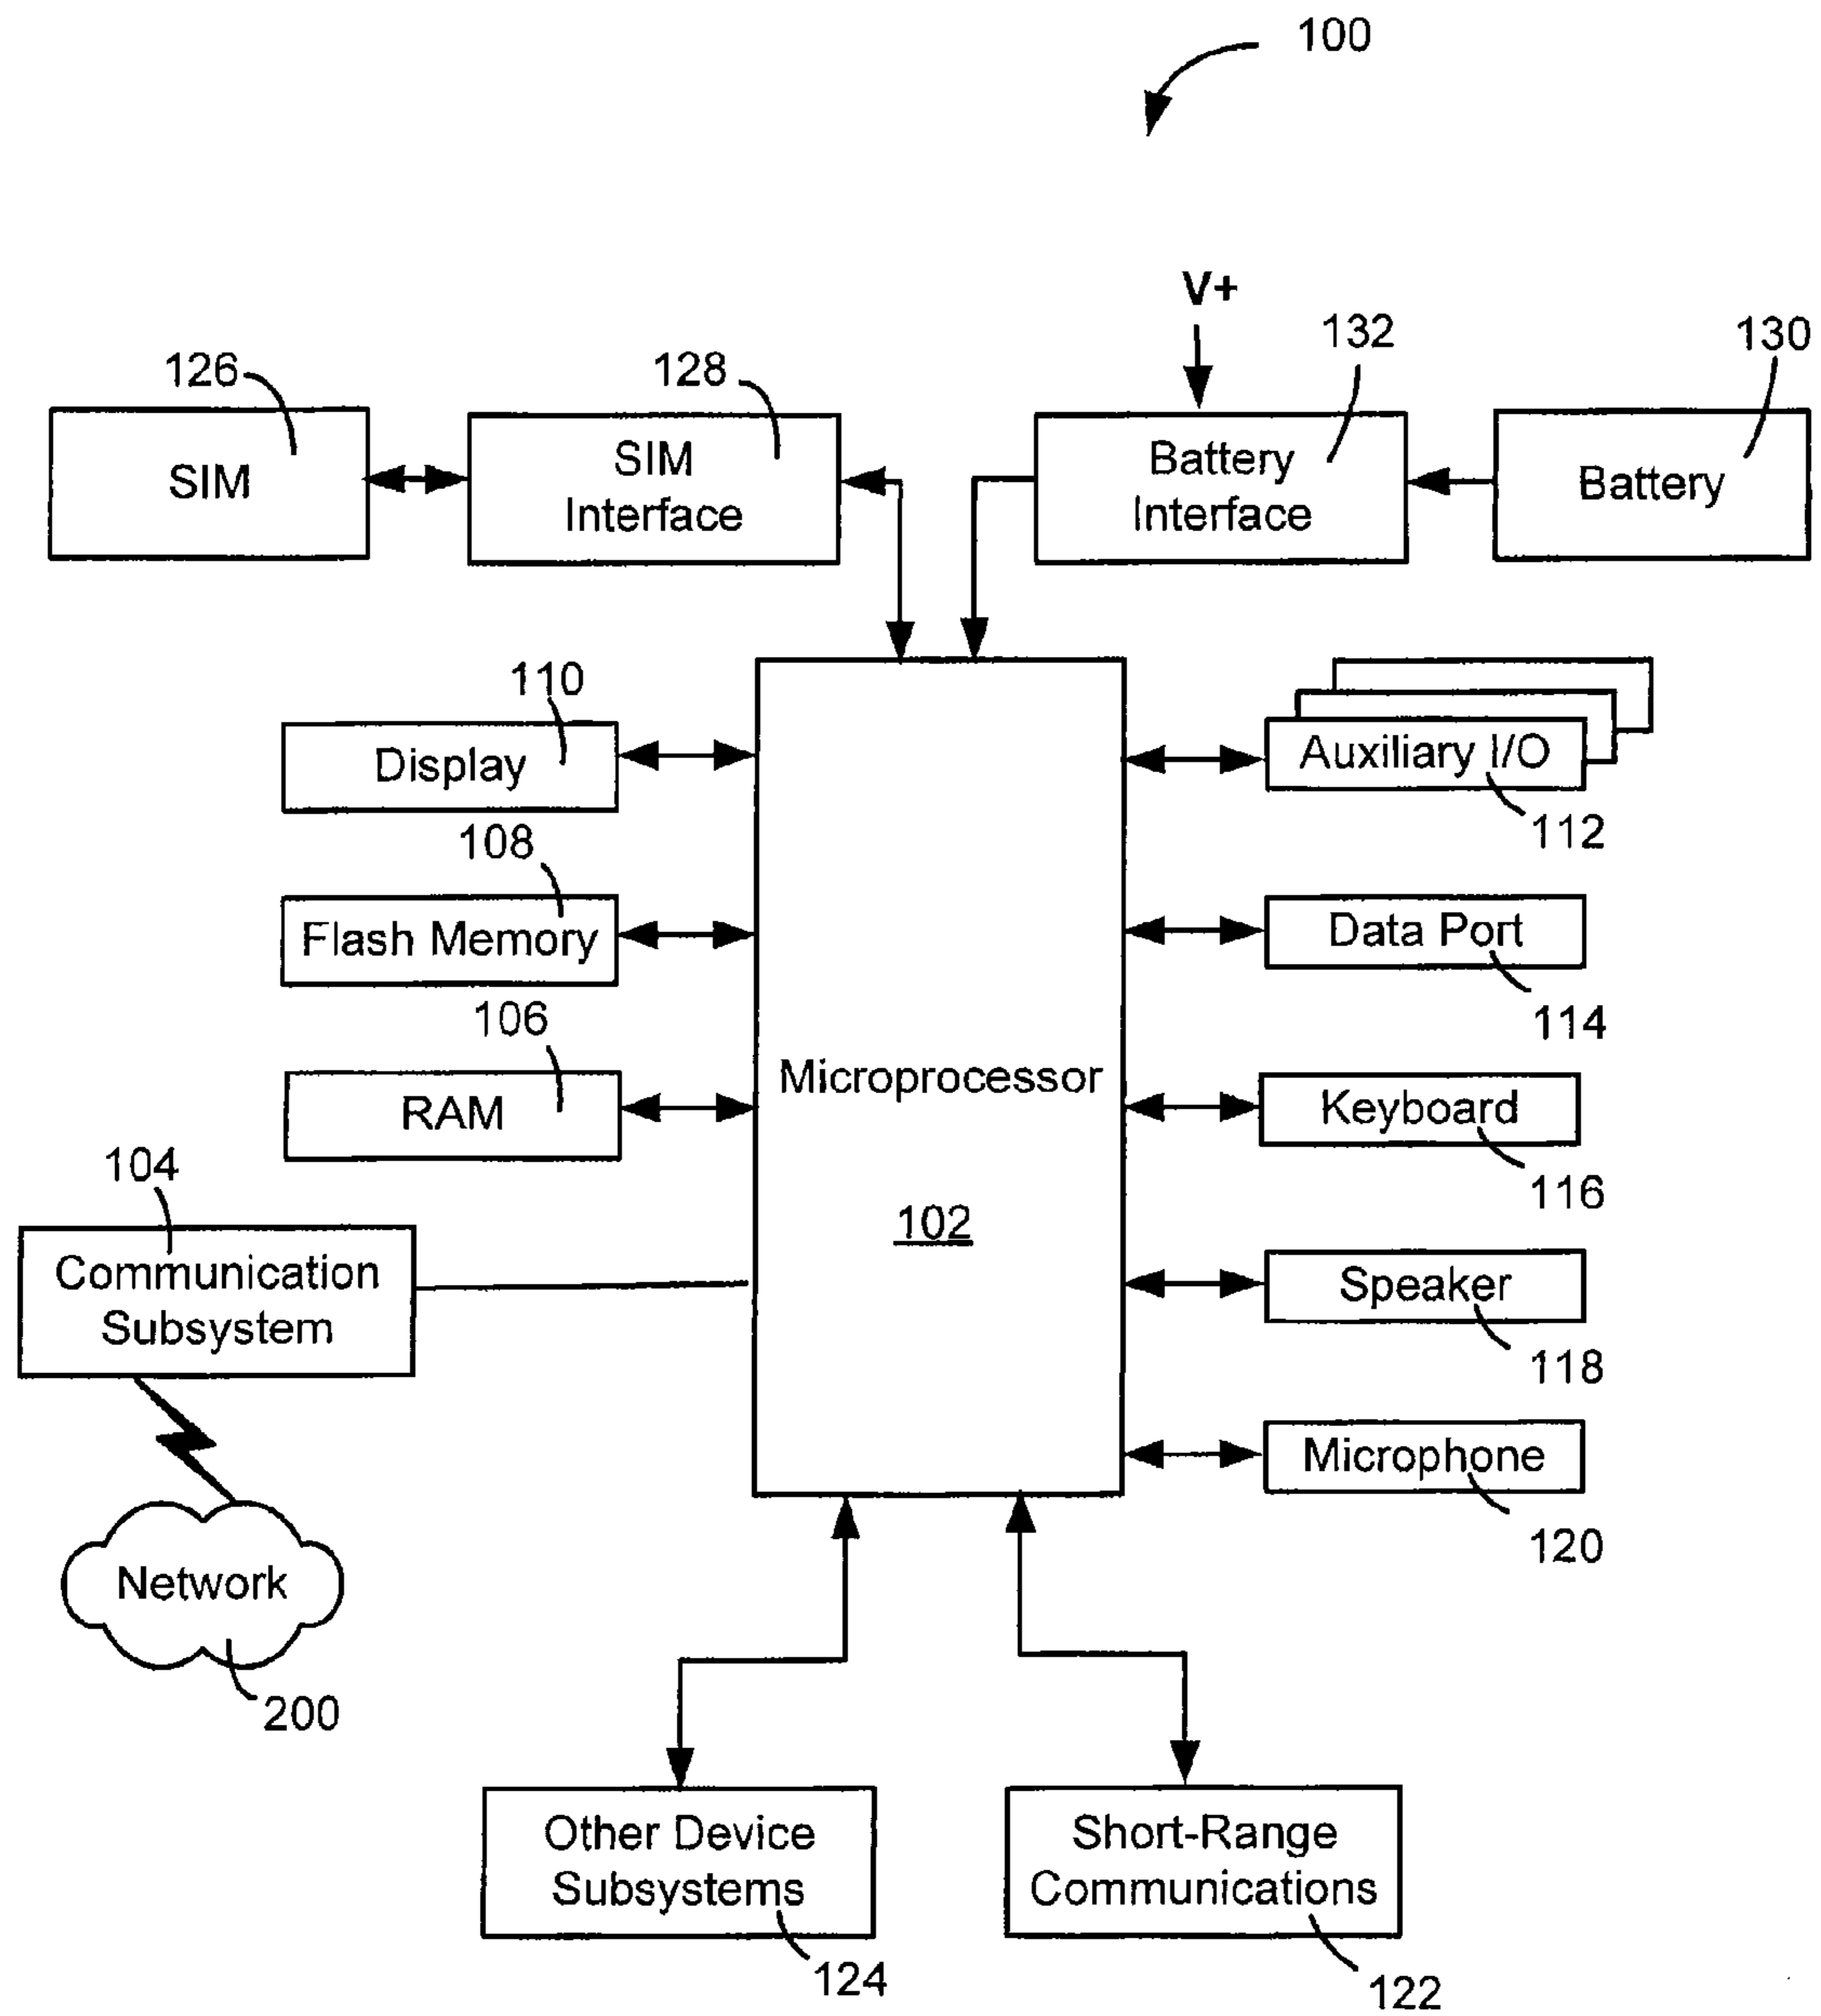 100
V+
132
130
126
128
SIM
SIM
Interface
Battery
Interface
Battery
110
Display
Auxiliary I/O
112
108
Flash Memory
Data Port
114
106
RAM
Microprocessor
102
Keyboard
116
104
Communication
Subsystem
Speaker
118
Microphone
120
Network
200
Other Device
Subsystems
124
Short-Range
Communications
122